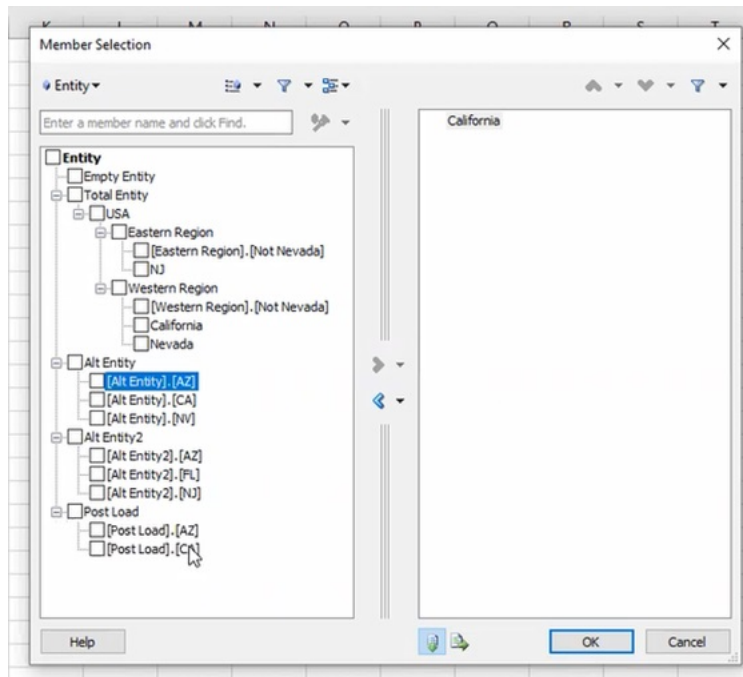 K L M N O P Q R S T
Member Selection
Entity
Enter a member name and click Find.
Entity
Empty Entity
Total Entity
USA
Eastern Region
[Eastern Region].[Not Nevada]
NJ
Western Region
[Western Region].[Not Nevada]
California
Nevada
Alt Entity
[Alt Entity].[AZ]
[Alt Entity].[CA]
[Alt Entity].[NV]
Alt Entity2
[Alt Entity2].[AZ]
[Alt Entity2].[FL]
[Alt Entity2].[NJ]
Post Load
[Post Load].[AZ]
[Post Load].[CA]
California
Help
OK
Cancel